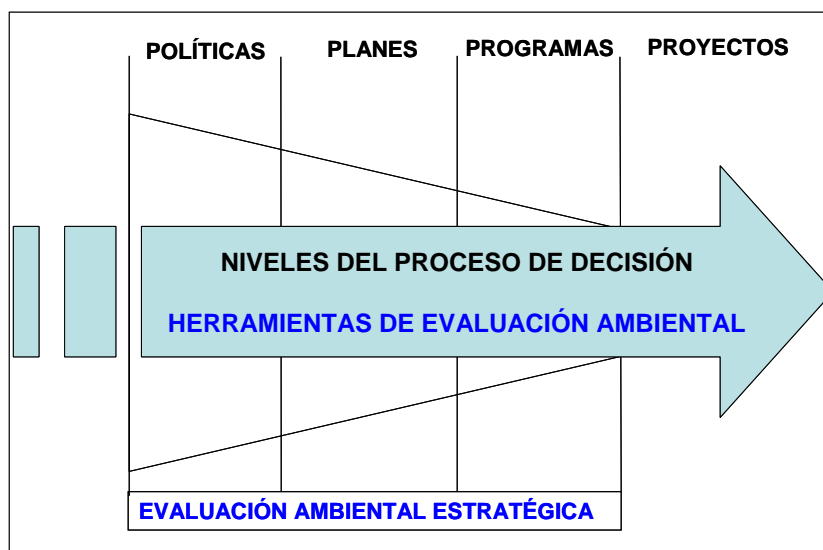 POLÍTICAS PLANES PROGRAMAS PROYECTOS
NIVELES DEL PROCESO DE DECISIÓN
HERRAMIENTAS DE EVALUACIÓN AMBIENTAL
EVALUACIÓN AMBIENTAL ESTRATÉGICA